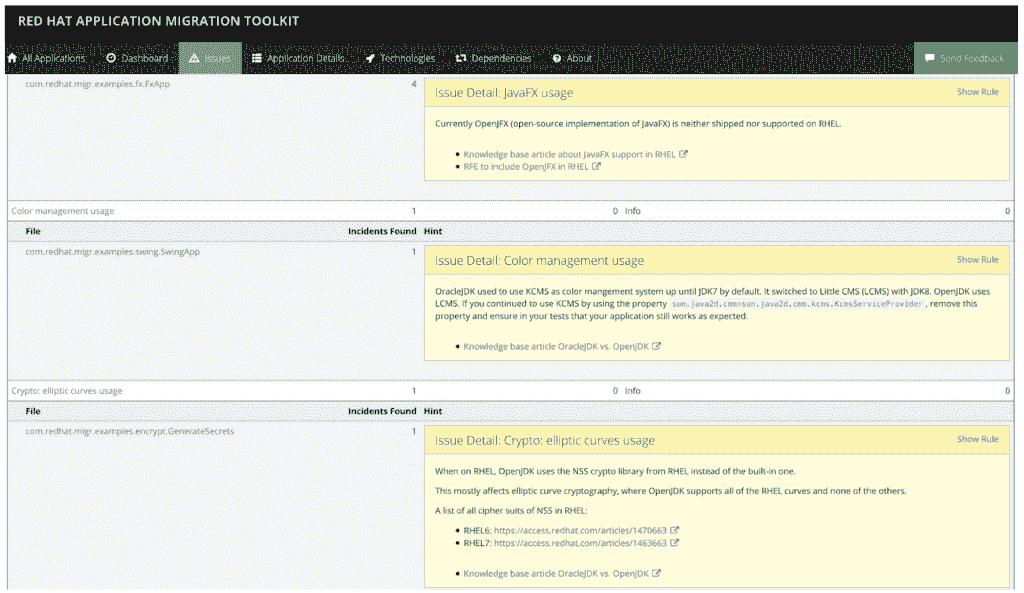 RED HAT APPLICATION MIGRATION TOOLKIT
All Applications Dashboard Issues Application Details Technologies Dependencies About Send Feedback
com.redhat.migr.examples.fx.FxApp 4
Issue Detail: JavaFX usage Show Rule
Currently OpenJFX (open-source implementation of JavaFX) is neither shipped nor supported on RHEL.
Knowledge base article about JavaFX support in RHEL
RFE to include OpenJFX in RHEL
Color management usage 1 0 Info 0
File Incidents Found Hint
com.redhat.migr.examples.swing.SwingApp 1
Issue Detail: Color management usage Show Rule
OracleJDK used to use KCMS as color mangement system up until JDK7 by default. It switched to Little CMS (LCMS) with JDK8. OpenJDK uses
LCMS. If you continued to use KCMS by using the property sun.java2d.cmm=sun.java2d.cmm.kcms.KcmsServiceProvider, remove this
property and ensure in your tests that your application still works as expected.
Knowledge base article OracleJDK vs. OpenJDK
Crypto: elliptic curves usage 1 0 Info 0
File Incidents Found Hint
com.redhat.migr.examples.encrypt.GenerateSecrets 1
Issue Detail: Crypto: elliptic curves usage Show Rule
When on RHEL, OpenJDK uses the NSS crypto library from RHEL instead of the built-in one.
This mostly affects elliptic curve cryptography, where OpenJDK supports all of the RHEL curves and none of the others.
A list of all cipher suits of NSS in RHEL:
RHEL6: https://access.redhat.com/articles/1470663
RHEL7: https://access.redhat.com/articles/1463663
Knowledge base article OracleJDK vs. OpenJDK